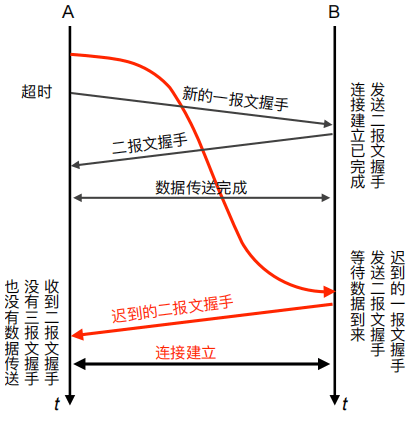 A
B
超时
新的一报文握手
发送二报文握手
连接建立已完成
二报文握手
数据传送完成
迟到的一报文握手
发送二报文握手
等待数据到来
收到二报文握手
没有三报文握手
也没有数据传送
迟到的二报文握手
连接建立
t
t